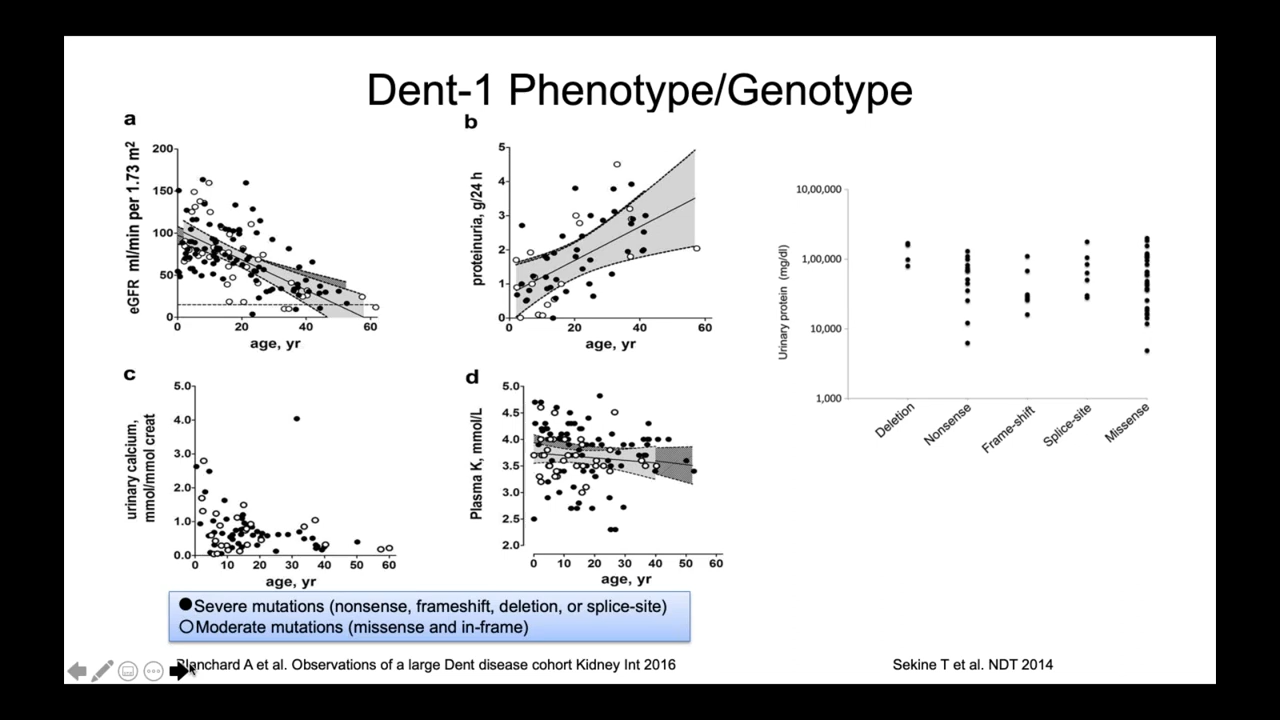 Dent-1 Phenotype/Genotype
a
eGFR ml/min per 1.73 m²
200
150
100
50
0
0 20 40 60
age, yr
b
proteinuria, g/24 h
5
4
3
2
1
0
0 20 40 60
age, yr
Urinary protein (mg/dl)
10,00,000
1,00,000
10,000
1,000
Deletion
Nonsense
Frame-shift
Splice-site
Missense
c
urinary calcium,
mmol/mmol creat
5.0
4.0
3.0
2.0
1.0
0.0
0 10 20 30 40 50 60
age, yr
d
Plasma K, mmol/L
5.0
4.5
4.0
3.5
3.0
2.5
2.0
0 10 20 30 40 50 60
age, yr
Severe mutations (nonsense, frameshift, deletion, or splice-site)
Moderate mutations (missense and in-frame)
Blanchard A et al. Observations of a large Dent disease cohort Kidney Int 2016
Sekine T et al. NDT 2014